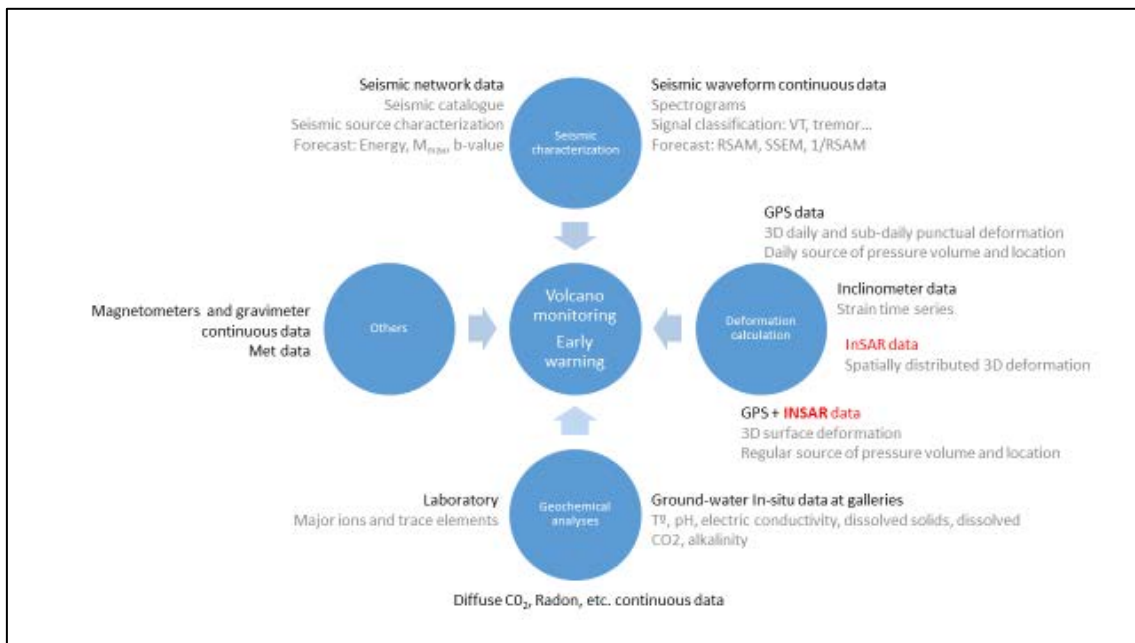 Seismic network data
Seismic catalogue
Seismic source characterization
Forecast: Energy, Mmax, b-value
Seismic characterization
Seismic waveform continuous data
Spectrograms
Signal classification: VT, tremor...
Forecast: RSAM, SSEM, 1/RSAM
GPS data
3D daily and sub-daily punctual deformation
Daily source of pressure volume and location
Magnetometers and gravimeter
continuous data
Met data
Others
Volcano
monitoring
Early
warning
Deformation
calculation
Inclinometer data
Strain time series
InSAR data
Spatially distributed 3D deformation
GPS + INSAR data
3D surface deformation
Regular source of pressure volume and location
Laboratory
Major ions and trace elements
Geochemical
analyses
Ground-water In-situ data at galleries
Tº, pH, electric conductivity, dissolved solids, dissolved
CO2, alkalinity
Diffuse CO₂, Radon, etc. continuous data